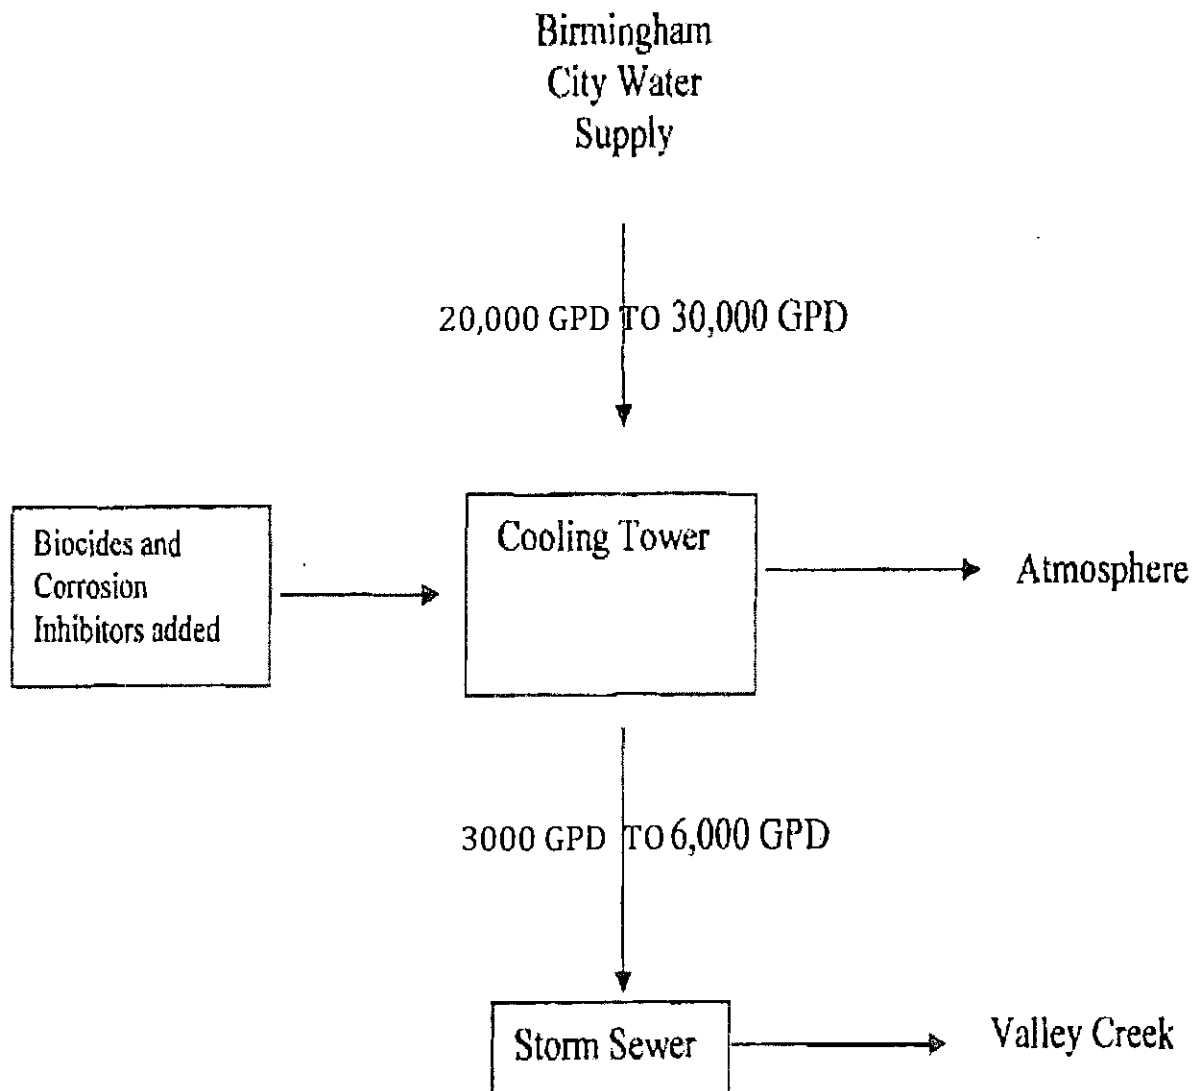 Birmingham
City Water
Supply
20,000 GPD TO 30,000 GPD
Biocides and
Corrosion
Inhibitors added
Cooling Tower
Atmosphere
3000 GPD TO 6,000 GPD
Storm Sewer
Valley Creek